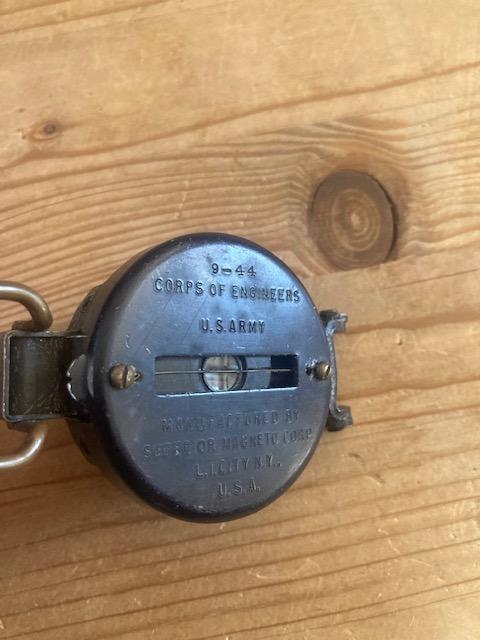 9-44
CORPS OF ENGINEERS
U.S.ARMY
MANUFACTURED BY
SUPERIOR MAGNETO CORP.
L.I.CITY N.Y.,
U.S.A.